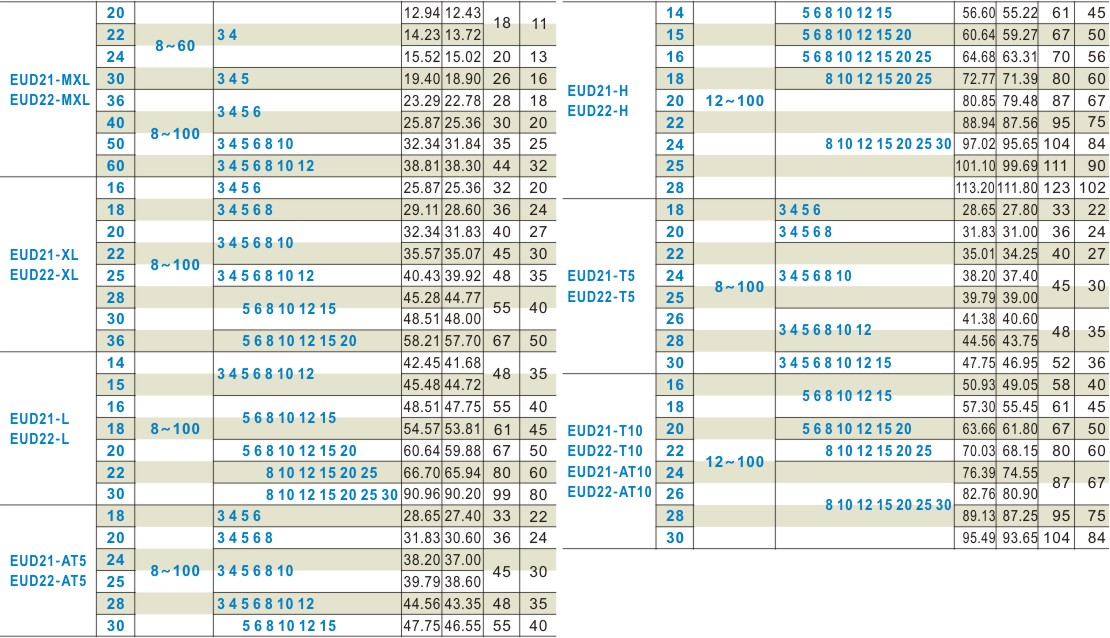 20 12.94 12.43 18 11
22 8~60 3 4 14.23 13.72
24 15.52 15.02 20 13
EUD21-MXL 30 3 4 5 19.40 18.90 26 16
EUD22-MXL 36 3 4 5 6 23.29 22.78 28 18
40 8~100 25.87 25.36 30 20
50 3 4 5 6 8 10 32.34 31.84 35 25
60 3 4 5 6 8 10 12 38.81 38.30 44 32
16 3 4 5 6 25.87 25.36 32 20
18 3 4 5 6 8 29.11 28.60 36 24
20 3 4 5 6 8 10 32.34 31.83 40 27
EUD21-XL 22 8~100 35.57 35.07 45 30
EUD22-XL 25 3 4 5 6 8 10 12 40.43 39.92 48 35
28 5 6 8 10 12 15 45.28 44.77 55 40
30 48.51 48.00
36 5 6 8 10 12 15 20 58.21 57.70 67 50
14 3 4 5 6 8 10 12 42.45 41.68 48 35
15 45.48 44.72
16 5 6 8 10 12 15 48.51 47.75 55 40
EUD21-L 18 8~100 54.57 53.81 61 45
EUD22-L 20 5 6 8 10 12 15 20 60.64 59.88 67 50
22 8 10 12 15 20 25 66.70 65.94 80 60
30 8 10 12 15 20 25 30 90.96 90.20 99 80
18 3 4 5 6 28.65 27.40 33 22
20 3 4 5 6 8 31.83 30.60 36 24
EUD21-AT5 24 8~100 3 4 5 6 8 10 38.20 37.00 45 30
EUD22-AT5 25 39.79 38.60
28 3 4 5 6 8 10 12 44.56 43.35 48 35
30 5 6 8 10 12 15 47.75 46.55 55 40
14 5 6 8 10 12 15 56.60 55.22 61 45
15 5 6 8 10 12 15 20 60.64 59.27 67 50
16 5 6 8 10 12 15 20 25 64.68 63.31 70 56
18 8 10 12 15 20 25 72.77 71.39 80 60
EUD21-H 20 12~100 80.85 79.48 87 67
EUD22-H 22 88.94 87.56 95 75
24 8 10 12 15 20 25 30 97.02 95.65 104 84
25 101.10 99.69 111 90
28 113.20 111.80 123 102
18 3 4 5 6 28.65 27.80 33 22
20 3 4 5 6 8 31.83 31.00 36 24
22 35.01 34.25 40 27
EUD21-T5 24 8~100 3 4 5 6 8 10 38.20 37.40 45 30
EUD22-T5 25 39.79 39.00
26 3 4 5 6 8 10 12 41.38 40.60 48 35
28 44.56 43.75
30 3 4 5 6 8 10 12 15 47.75 46.95 52 36
16 5 6 8 10 12 15 50.93 49.05 58 40
18 57.30 55.45 61 45
EUD21-T10 20 5 6 8 10 12 15 20 63.66 61.80 67 50
EUD22-T10 22 12~100 8 10 12 15 20 25 70.03 68.15 80 60
EUD21-AT10 24 76.39 74.55 87 67
EUD22-AT10 26 8 10 12 15 20 25 30 82.76 80.90
28 89.13 87.25 95 75
30 95.49 93.65 104 84